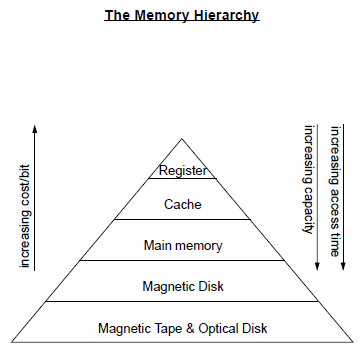 The Memory Hierarchy
increasing cost/bit
increasing capacity
increasing access time
Register
Cache
Main memory
Magnetic Disk
Magnetic Tape & Optical Disk